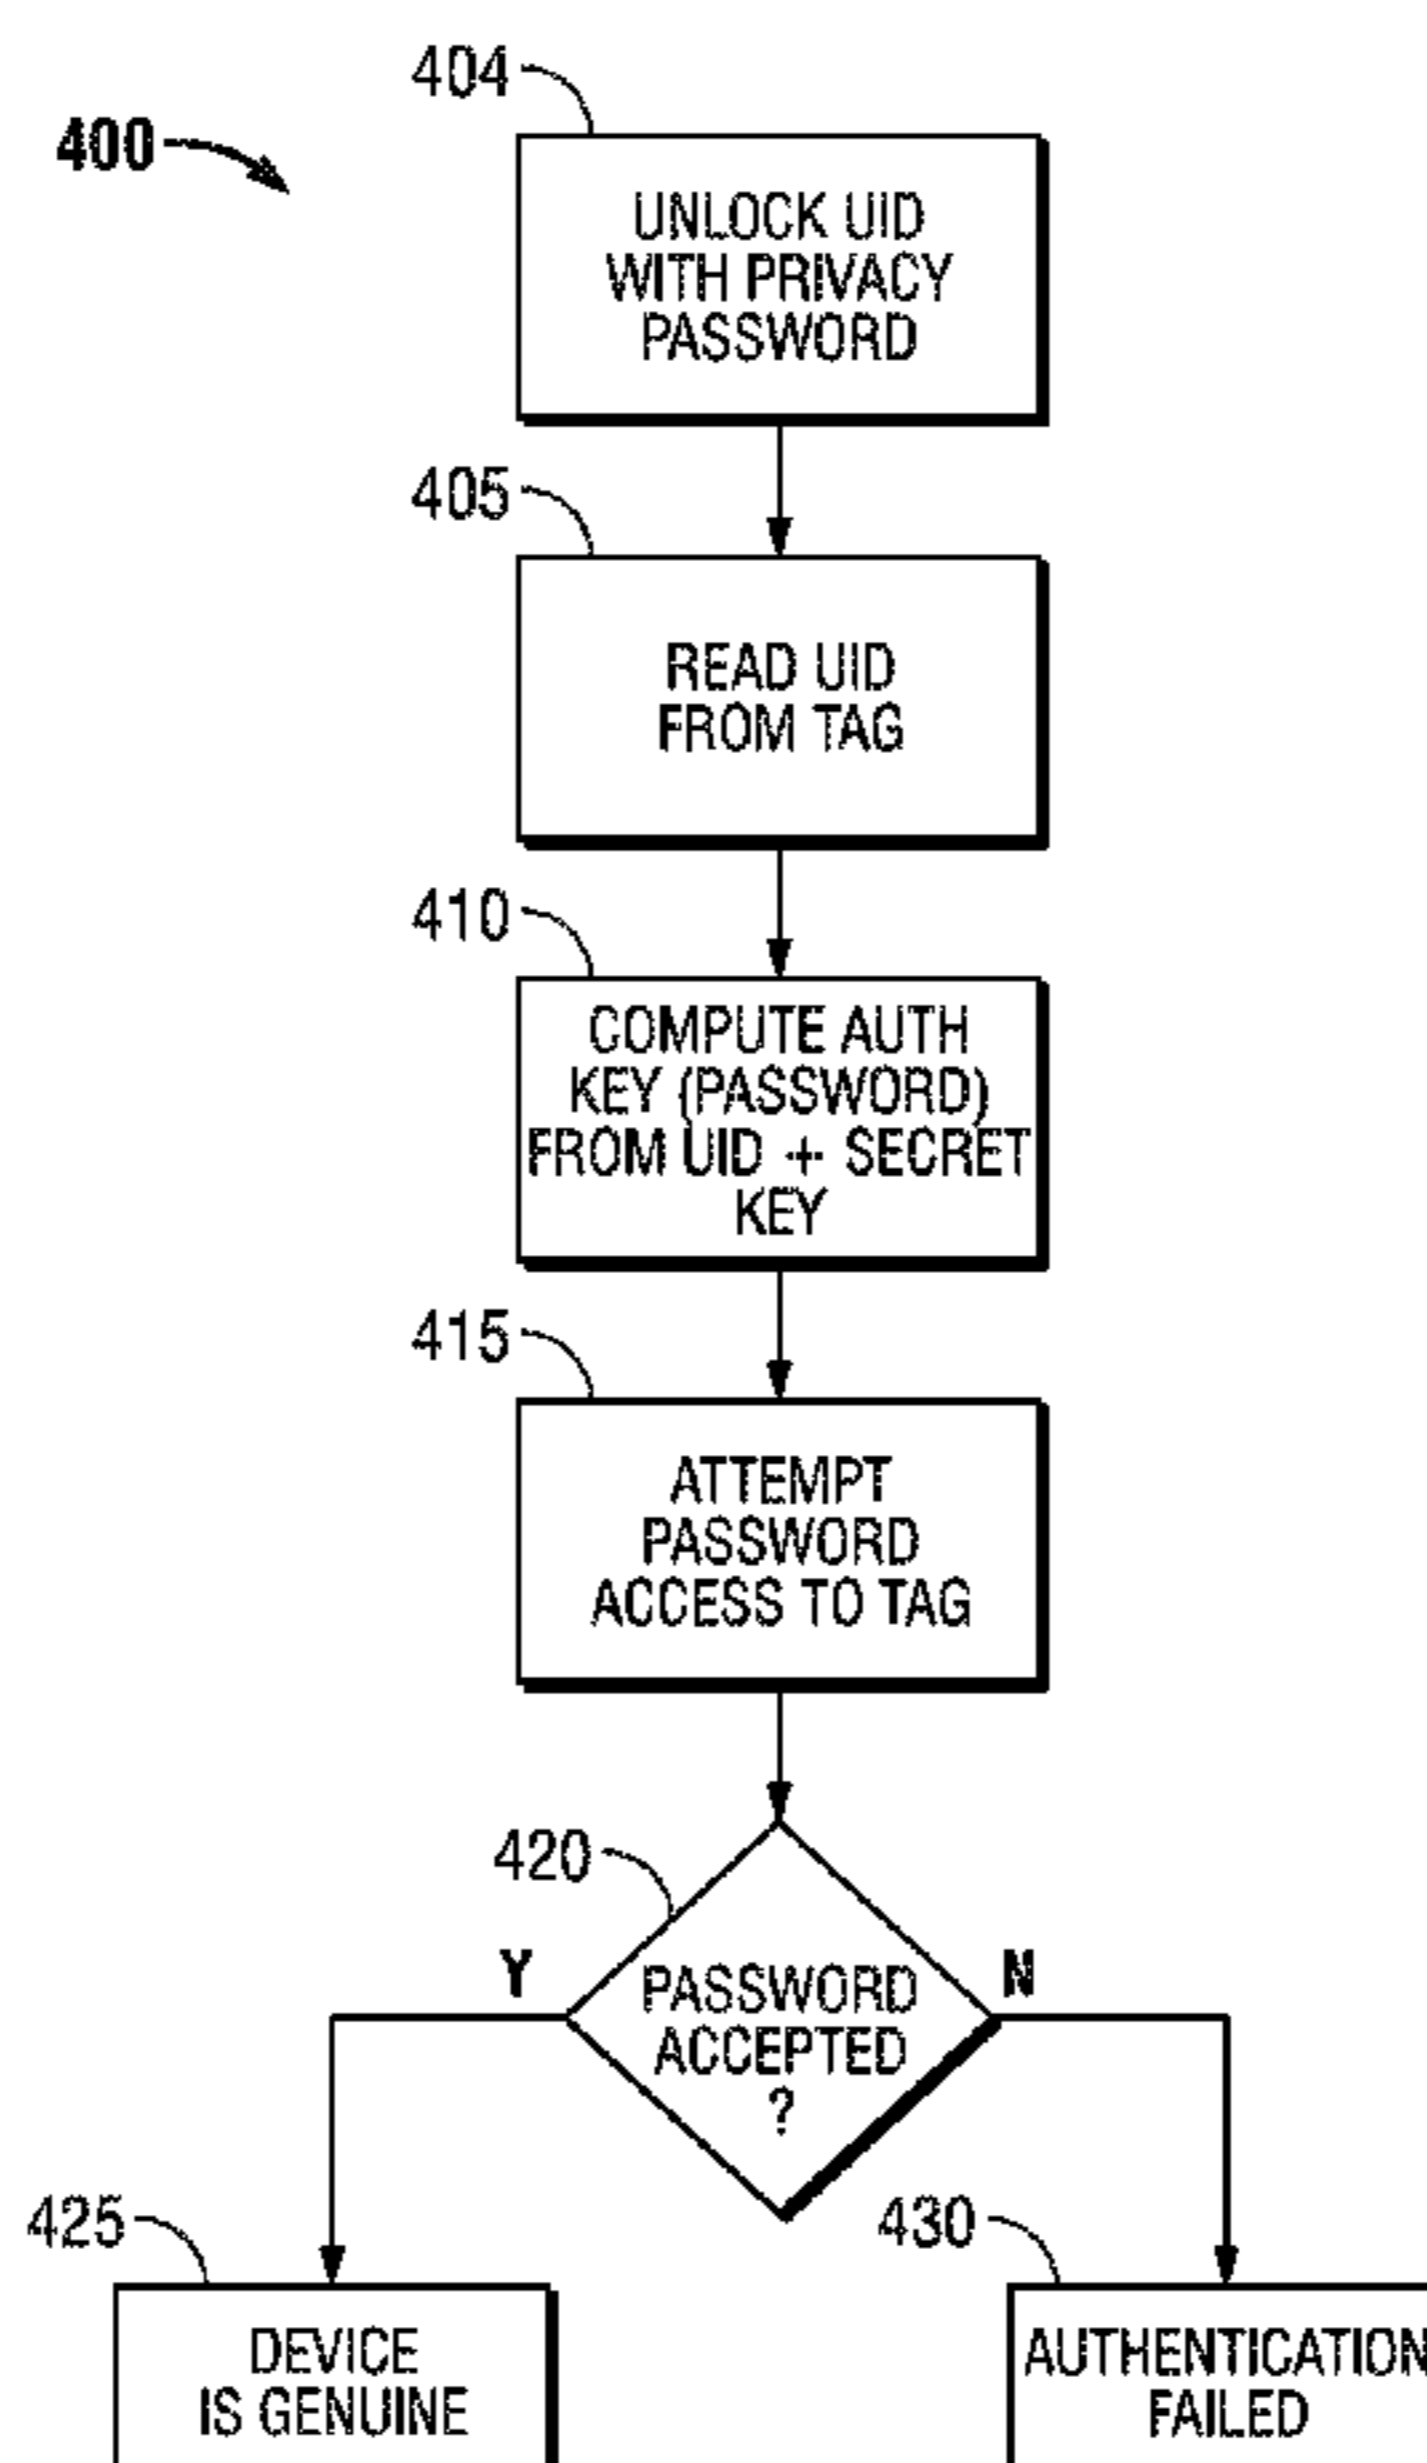 404
400
UNLOCK UID
WITH PRIVACY
PASSWORD
405
READ UID
FROM TAG
410
COMPUTE AUTH
KEY (PASSWORD)
FROM UID + SECRET
KEY
415
ATTEMPT
PASSWORD
ACCESS TO TAG
420
Y
N
PASSWORD
ACCEPTED
?
425
430
DEVICE
IS GENUINE
AUTHENTICATION
FAILED